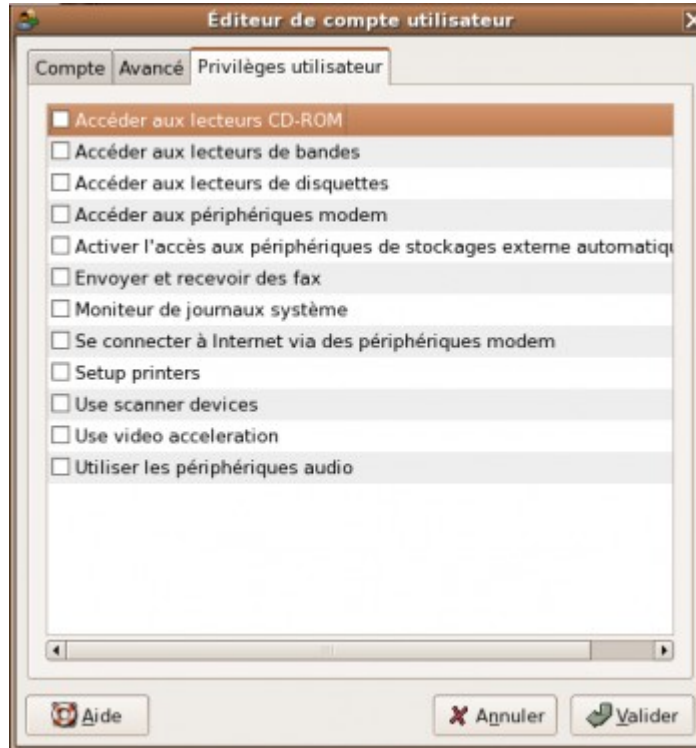 Éditeur de compte utilisateur
Compte Avancé Privilèges utilisateur
Accéder aux lecteurs CD-ROM
Accéder aux lecteurs de bandes
Accéder aux lecteurs de disquettes
Accéder aux périphériques modem
Activer l'accès aux périphériques de stockages externe automatiqu
Envoyer et recevoir des fax
Moniteur de journaux système
Se connecter à Internet via des périphériques modem
Setup printers
Use scanner devices
Use video acceleration
Utiliser les périphériques audio
Aide Annuler Valider